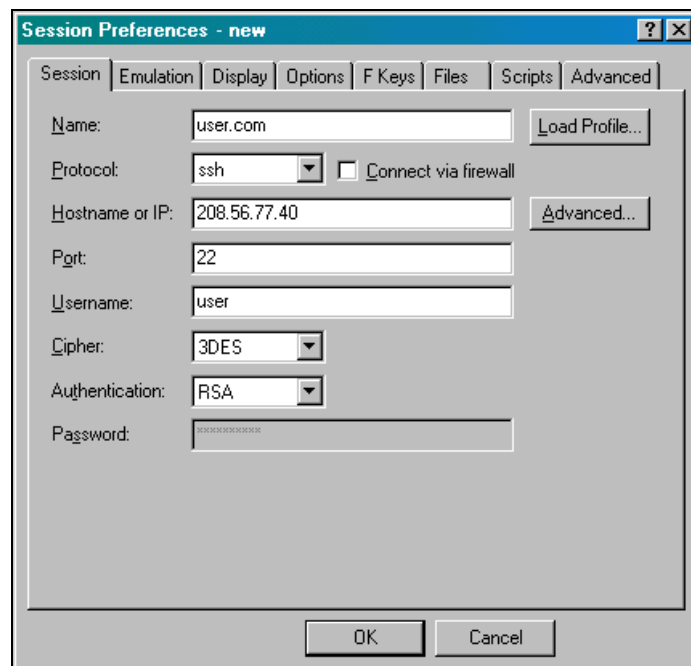 Session Preferences - new ? X
Session Emulation Display Options F Keys Files Scripts Advanced
Name: user.com Load Profile...
Protocol: ssh Connect via firewall
Hostname or IP: 208.56.77.40 Advanced...
Port: 22
Username: user
Cipher: 3DES
Authentication: RSA
Password: **********
OK Cancel